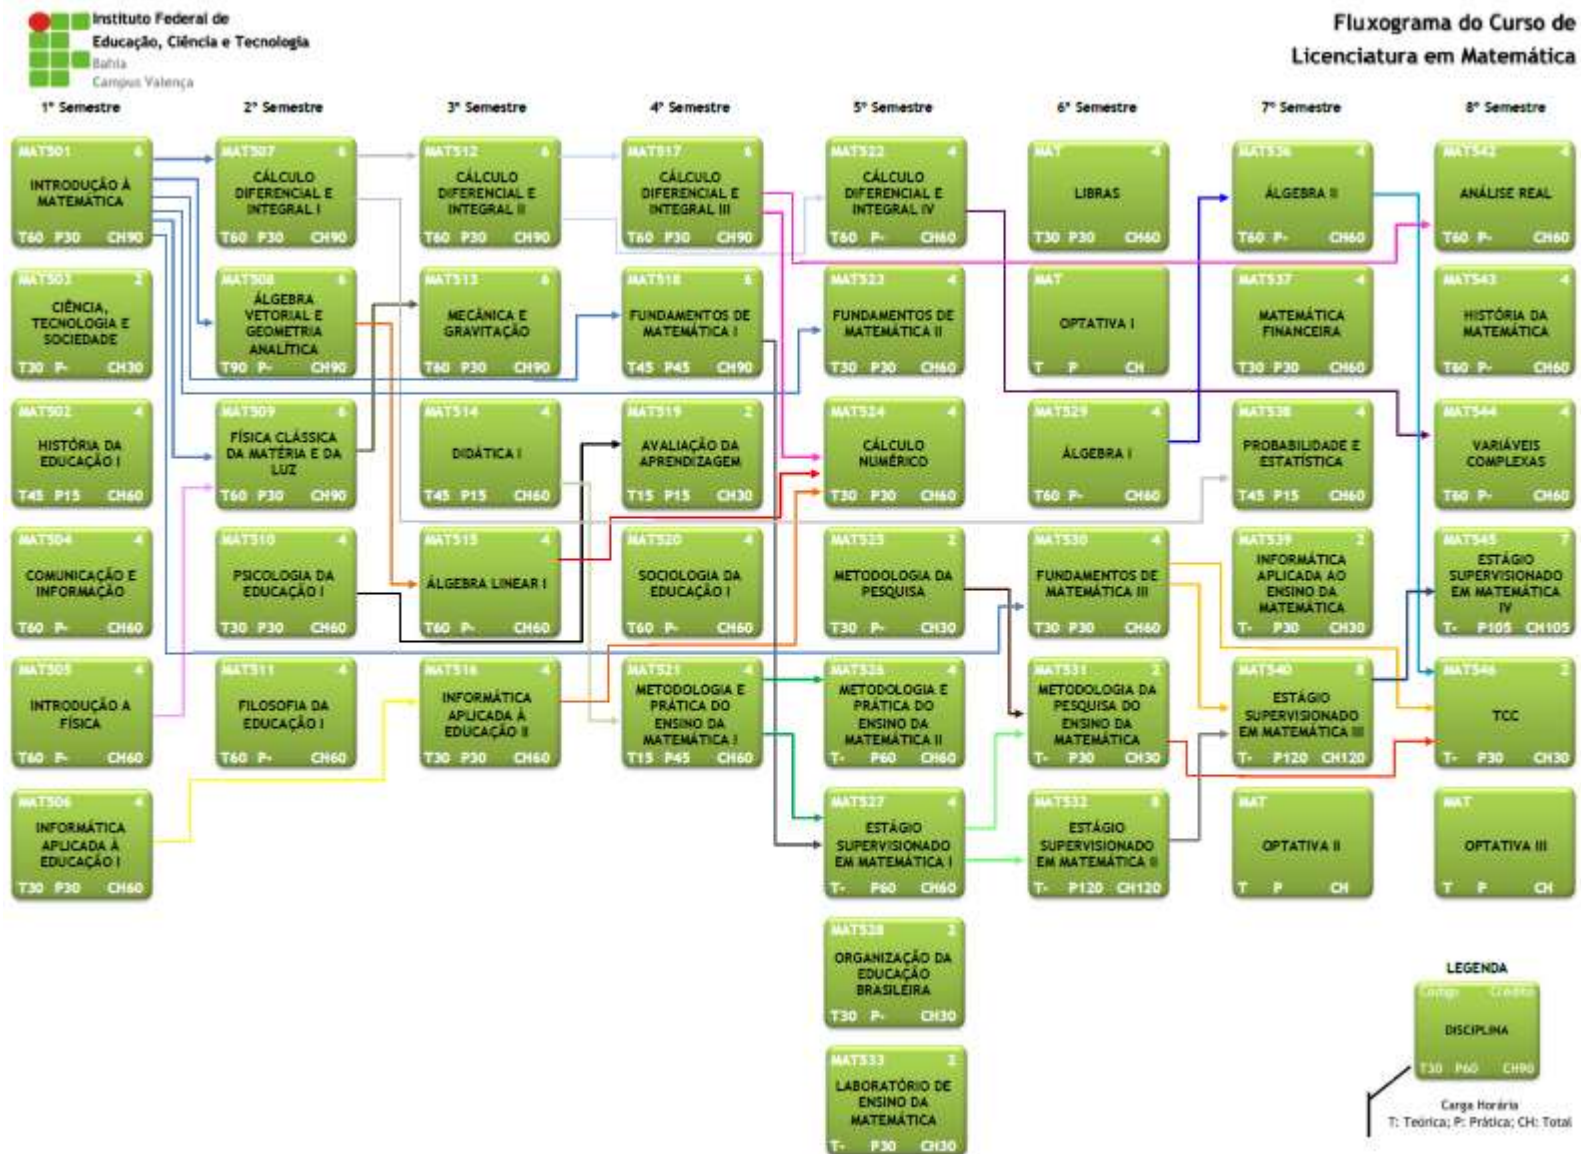 Instituto Federal de
Educação, Ciência e Tecnologia
Bahia
Campus Valença
Fluxograma do Curso de
Licenciatura em Matemática
1º Semestre
2º Semestre
3º Semestre
4º Semestre
5º Semestre
6º Semestre
7º Semestre
8º Semestre
MAT501 6
INTRODUÇÃO À
MATEMÁTICA
T60 P30 CH90
MAT507 6
CÁLCULO
DIFERENCIAL E
INTEGRAL I
T60 P30 CH90
MAT512 6
CÁLCULO
DIFERENCIAL E
INTEGRAL II
T60 P30 CH90
MAT517 6
CÁLCULO
DIFERENCIAL E
INTEGRAL III
T60 P30 CH90
MAT522 4
CÁLCULO
DIFERENCIAL E
INTEGRAL IV
T60 P- CH60
MAT 4
LIBRAS
T30 P30 CH60
MAT536 4
ÁLGEBRA II
T60 P- CH60
MAT542 4
ANÁLISE REAL
T60 P- CH60
MAT503 2
CIÊNCIA,
TECNOLOGIA E
SOCIEDADE
T30 P- CH30
MAT508 6
ÁLGEBRA
VETORIAL E
GEOMETRIA
ANALÍTICA
T90 P- CH90
MAT513 6
MECÂNICA E
GRAVITAÇÃO
T60 P30 CH90
MAT518 6
FUNDAMENTOS DE
MATEMÁTICA I
T45 P45 CH90
MAT523 4
FUNDAMENTOS DE
MATEMÁTICA II
T30 P30 CH60
MAT
OPTATIVA I
T P CH
MAT537 4
MATEMÁTICA
FINANCEIRA
T30 P30 CH60
MAT543 4
HISTÓRIA DA
MATEMÁTICA
T60 P- CH60
MAT502 4
HISTÓRIA DA
EDUCAÇÃO I
T45 P15 CH60
MAT509 6
FÍSICA CLÁSSICA
DA MATÉRIA E DA
LUZ
T60 P30 CH90
MAT514 4
DIDÁTICA I
T45 P15 CH60
MAT519 2
AVALIAÇÃO DA
APRENDIZAGEM
T15 P15 CH30
MAT524 4
CÁLCULO
NUMÉRICO
T30 P30 CH60
MAT529 4
ÁLGEBRA I
T60 P- CH60
MAT538 4
PROBABILIDADE E
ESTATÍSTICA
T45 P15 CH60
MAT544 4
VARIÁVEIS
COMPLEXAS
T60 P- CH60
MAT504 4
COMUNICAÇÃO E
INFORMAÇÃO
T60 P- CH60
MAT510 4
PSICOLOGIA DA
EDUCAÇÃO I
T30 P30 CH60
MAT515 4
ÁLGEBRA LINEAR I
T60 P- CH60
MAT520 4
SOCIOLOGIA DA
EDUCAÇÃO I
T60 P- CH60
MAT525 2
METODOLOGIA DA
PESQUISA
T30 P- CH30
MAT530 4
FUNDAMENTOS DE
MATEMÁTICA III
T30 P30 CH60
MAT539 2
INFORMÁTICA
APLICADA AO
ENSINO DA
MATEMÁTICA
T- P30 CH30
MAT545 7
ESTÁGIO
SUPERVISIONADO
EM MATEMÁTICA
IV
T- P105 CH105
MAT505 4
INTRODUÇÃO A
FÍSICA
T60 P- CH60
MAT511 4
FILOSOFIA DA
EDUCAÇÃO I
T60 P- CH60
MAT516 4
INFORMÁTICA
APLICADA À
EDUCAÇÃO II
T30 P30 CH60
MAT521 4
METODOLOGIA E
PRÁTICA DO
ENSINO DA
MATEMÁTICA I
T15 P45 CH60
MAT526 4
METODOLOGIA E
PRÁTICA DO
ENSINO DA
MATEMÁTICA II
T- P60 CH60
MAT531 2
METODOLOGIA DA
PESQUISA DO
ENSINO DA
MATEMÁTICA
T- P30 CH30
MAT540 8
ESTÁGIO
SUPERVISIONADO
EM MATEMÁTICA III
T- P120 CH120
MAT546 2
TCC
T- P30 CH30
MAT506 4
INFORMÁTICA
APLICADA À
EDUCAÇÃO I
T30 P30 CH60
MAT527 4
ESTÁGIO
SUPERVISIONADO
EM MATEMÁTICA I
T- P60 CH60
MAT532 8
ESTÁGIO
SUPERVISIONADO
EM MATEMÁTICA II
T- P120 CH120
MAT
OPTATIVA II
T P CH
MAT
OPTATIVA III
T P CH
MAT528 2
ORGANIZAÇÃO DA
EDUCAÇÃO
BRASILEIRA
T30 P- CH30
MAT533 2
LABORATÓRIO DE
ENSINO DA
MATEMÁTICA
T- P30 CH30
LEGENDA
Código Crédito
DISCIPLINA
T30 P60 CH90
Carga Horária
T: Teórica; P: Prática; CH: Total